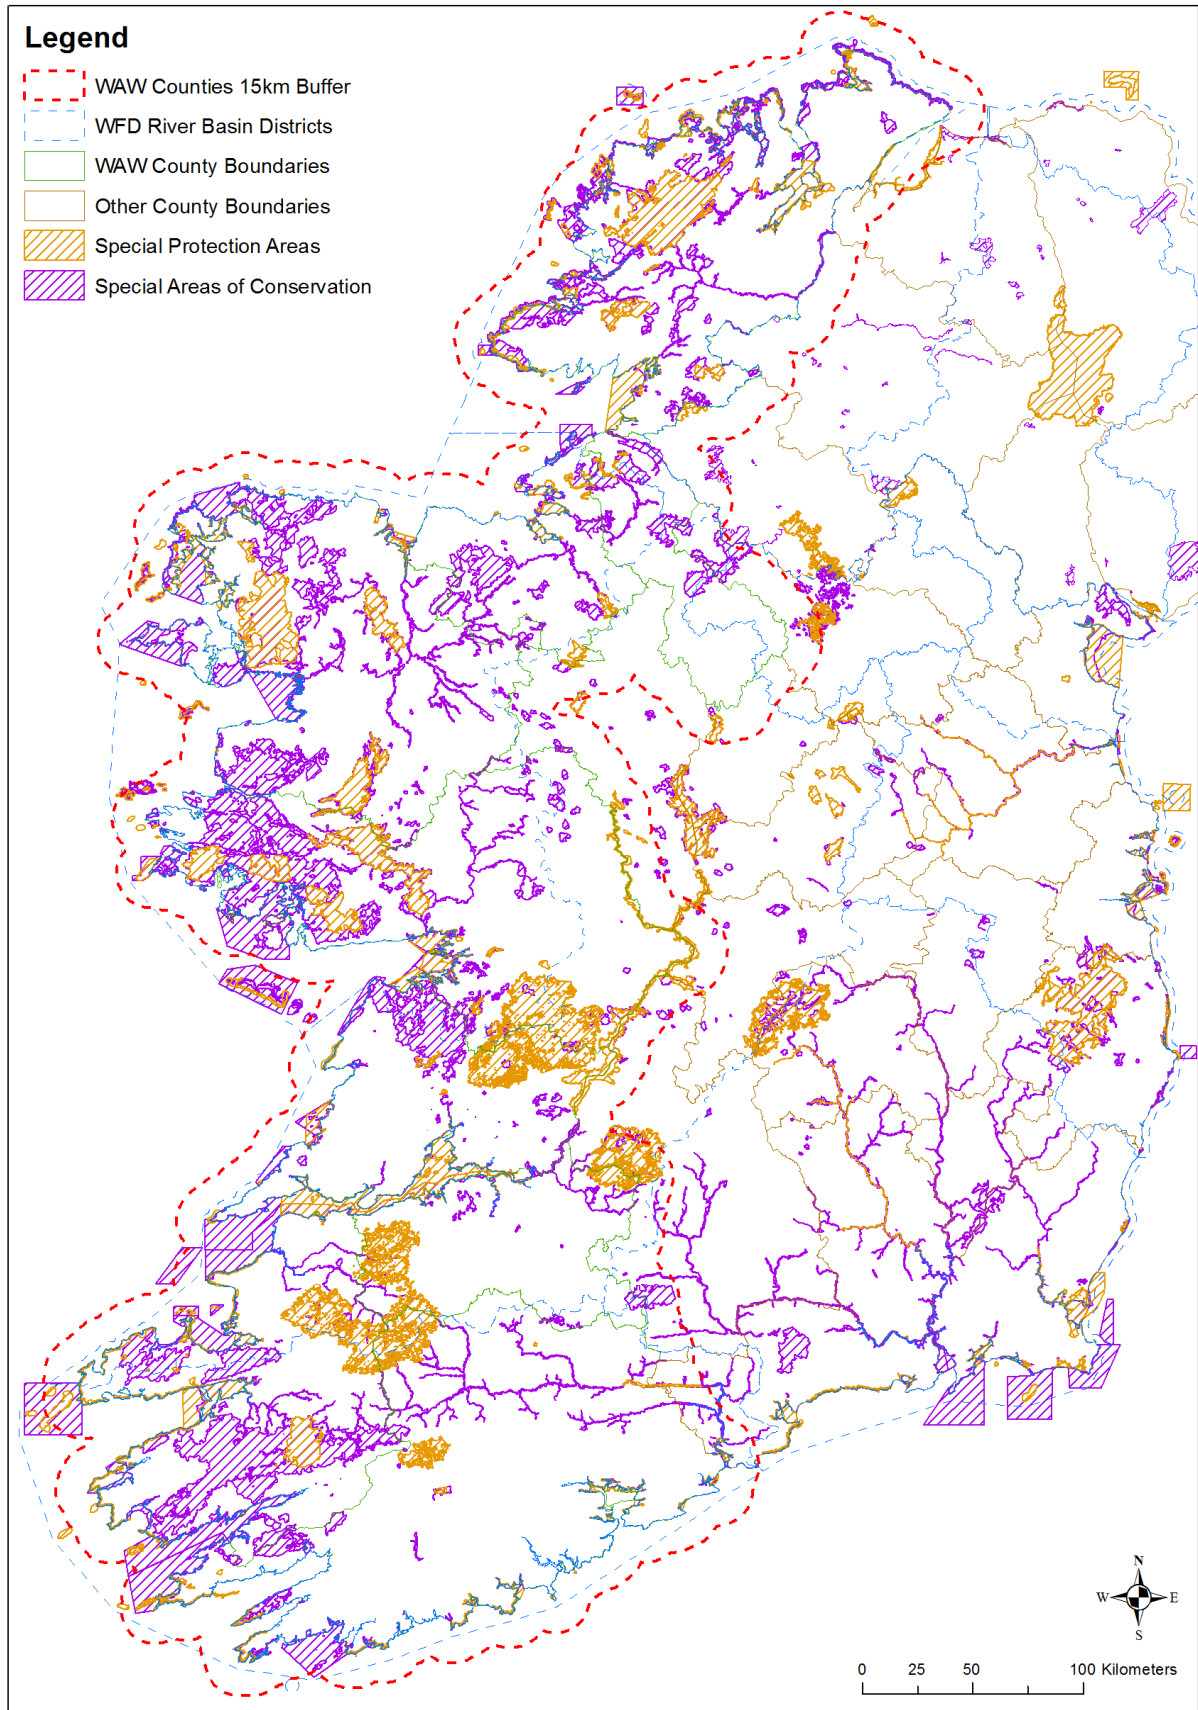 Legend
WAW Counties 15km Buffer
WFD River Basin Districts
WAW County Boundaries
Other County Boundaries
Special Protection Areas
Special Areas of Conservation
N
W E
S
0 25 50 100 Kilometers